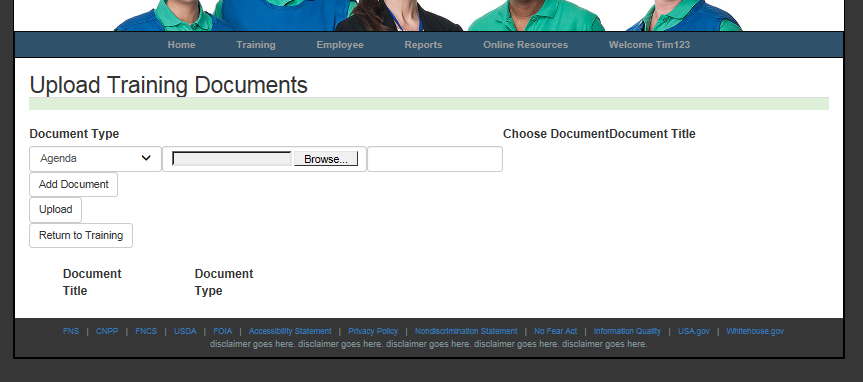 Home Training Employee Reports Online Resources Welcome Tim123
Upload Training Documents
Document Type Choose DocumentDocument Title
Agenda Browse...
Add Document
Upload
Return to Training
Document Title Document Type
FNS | CNPP | FNCS | USDA | FOIA | Accessibility Statement | Privacy Policy | Nondiscrimination Statement | No Fear Act | Information Quality | USA.gov | Whitehouse.gov
disclaimer goes here. disclaimer goes here. disclaimer goes here. disclaimer goes here. disclaimer goes here.